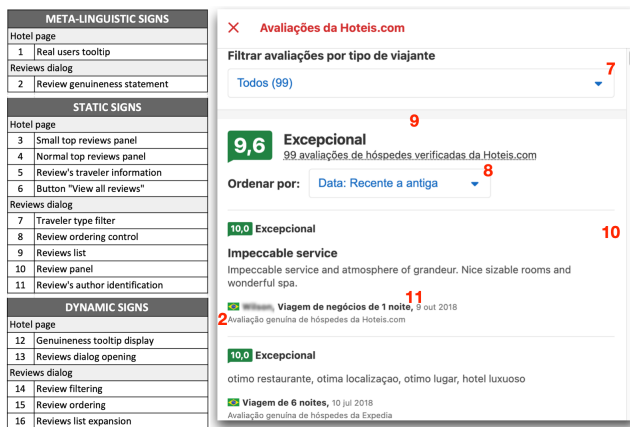 META-LINGUISTIC SIGNS
Hotel page
1 Real users tooltip
Reviews dialog
2 Review genuineness statement
STATIC SIGNS
Hotel page
3 Small top reviews panel
4 Normal top reviews panel
5 Review's traveler information
6 Button "View all reviews"
Reviews dialog
7 Traveler type filter
8 Review ordering control
9 Reviews list
10 Review panel
11 Review's author identification
DYNAMIC SIGNS
Hotel page
12 Genuineness tooltip display
13 Reviews dialog opening
Reviews dialog
14 Review filtering
15 Review ordering
16 Reviews list expansion
× Avaliações da Hoteis.com
Filtrar avaliações por tipo de viajante
7
Todos (99)
9
9,6 Excepcional
99 avaliações de hóspedes verificadas da Hoteis.com
8
Ordenar por: Data: Recente a antiga
10,0 Excepcional
10
Impeccable service
Impeccable service and atmosphere of grandeur. Nice sizable rooms and
wonderful spa.
11
Viagem de negócios de 1 noite, 9 out 2018
2 Avaliação genuína de hóspedes da Hoteis.com
10,0 Excepcional
otimo restaurante, otima localizaçao, otimo lugar, hotel luxuoso
Viagem de 6 noites, 10 jul 2018
Avaliação genuína de hóspedes da Expedia